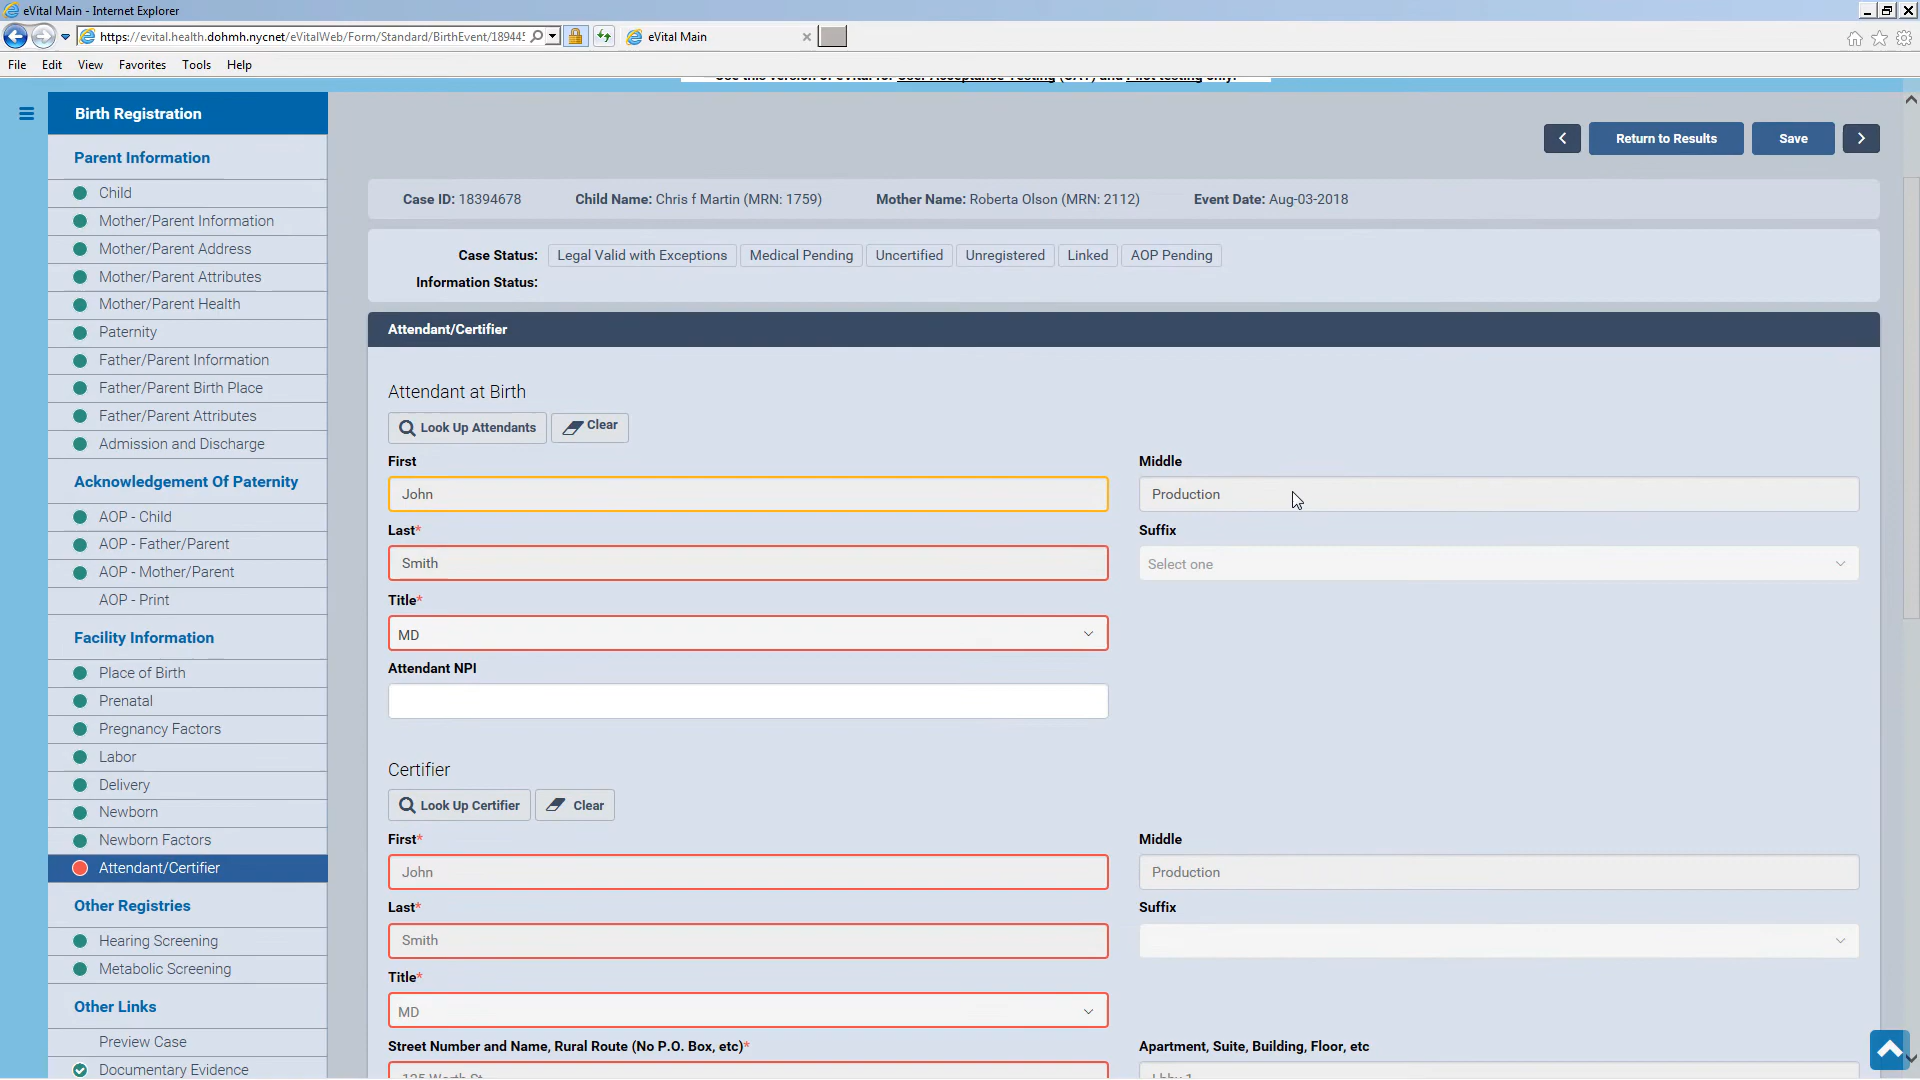 eVital Main - Internet Explorer
https://evital.health.dohmh.nycnet/eVitalWeb/Form/Standard/BirthEvent/18944
eVital Main
File Edit View Favorites Tools Help
Use this version of eVital for User Acceptance Testing (UAT) and Pilot testing only.
Birth Registration
Parent Information
Child
Mother/Parent Information
Mother/Parent Address
Mother/Parent Attributes
Mother/Parent Health
Paternity
Father/Parent Information
Father/Parent Birth Place
Father/Parent Attributes
Admission and Discharge
Acknowledgement Of Paternity
AOP - Child
AOP - Father/Parent
AOP - Mother/Parent
AOP - Print
Facility Information
Place of Birth
Prenatal
Pregnancy Factors
Labor
Delivery
Newborn
Newborn Factors
Attendant/Certifier
Other Registries
Hearing Screening
Metabolic Screening
Other Links
Preview Case
Documentary Evidence
Return to Results Save
Case ID: 18394678 Child Name: Chris f Martin (MRN: 1759) Mother Name: Roberta Olson (MRN: 2112) Event Date: Aug-03-2018
Case Status: Legal Valid with Exceptions Medical Pending Uncertified Unregistered Linked AOP Pending
Information Status:
Attendant/Certifier
Attendant at Birth
Look Up Attendants Clear
First Middle
John Production
Last* Suffix
Smith Select one
Title*
MD
Attendant NPI
Certifier
Look Up Certifier Clear
First* Middle
John Production
Last* Suffix
Smith
Title*
MD
Street Number and Name, Rural Route (No P.O. Box, etc)* Apartment, Suite, Building, Floor, etc
125 Worth St